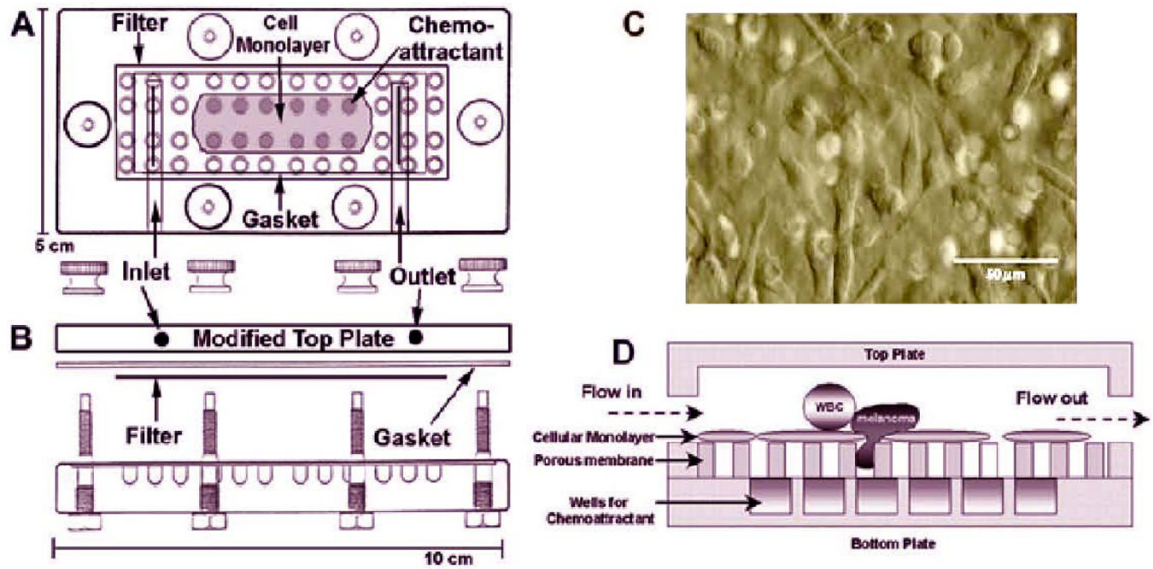 A
Filter
Cell
Monolayer
Chemo-
attractant
Gasket
5 cm
Inlet
Outlet
B
Modified Top Plate
Filter
Gasket
10 cm
C
50μm
D
Top Plate
Flow in
Flow out
WBC
melanoma
Cellular Monolayer
Porous membrane
Wells for
Chemoattractant
Bottom Plate